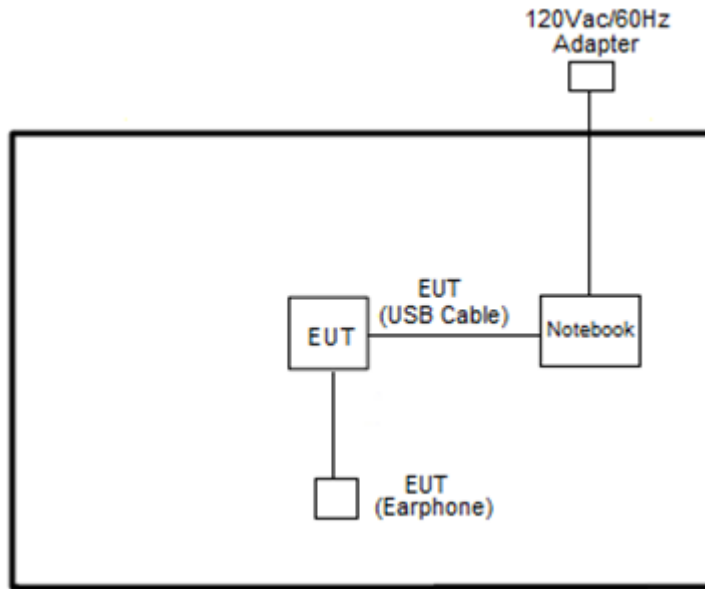 120Vac/60Hz
Adapter
EUT
(USB Cable)
EUT
Notebook
EUT
(Earphone)